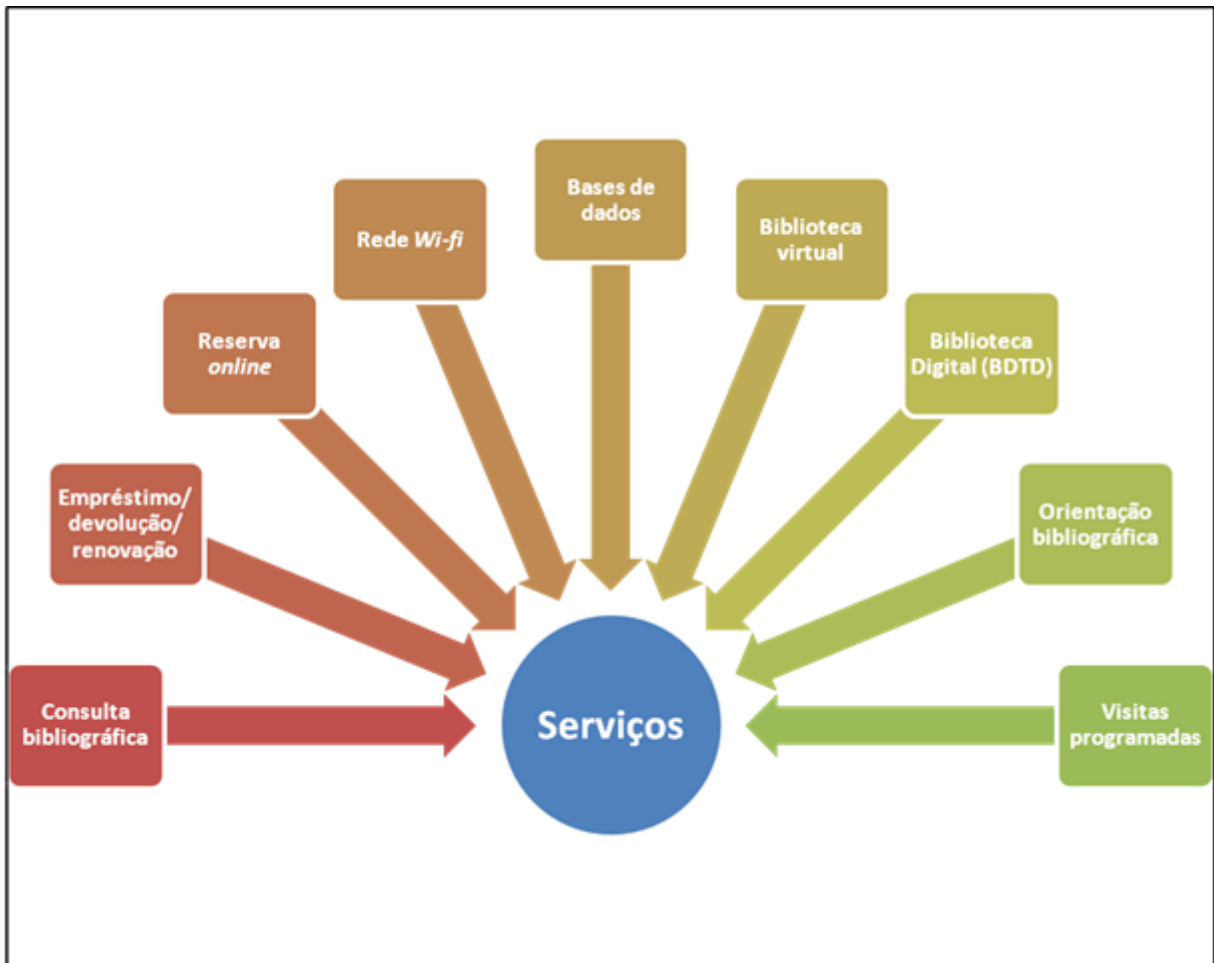 Bases de
dados
Rede Wi-fi
Biblioteca
virtual
Reserva
online
Biblioteca
Digital (BDTD)
Empréstimo/
devolução/
renovação
Orientação
bibliográfica
Consulta
bibliográfica
Serviços
Visitas
programadas